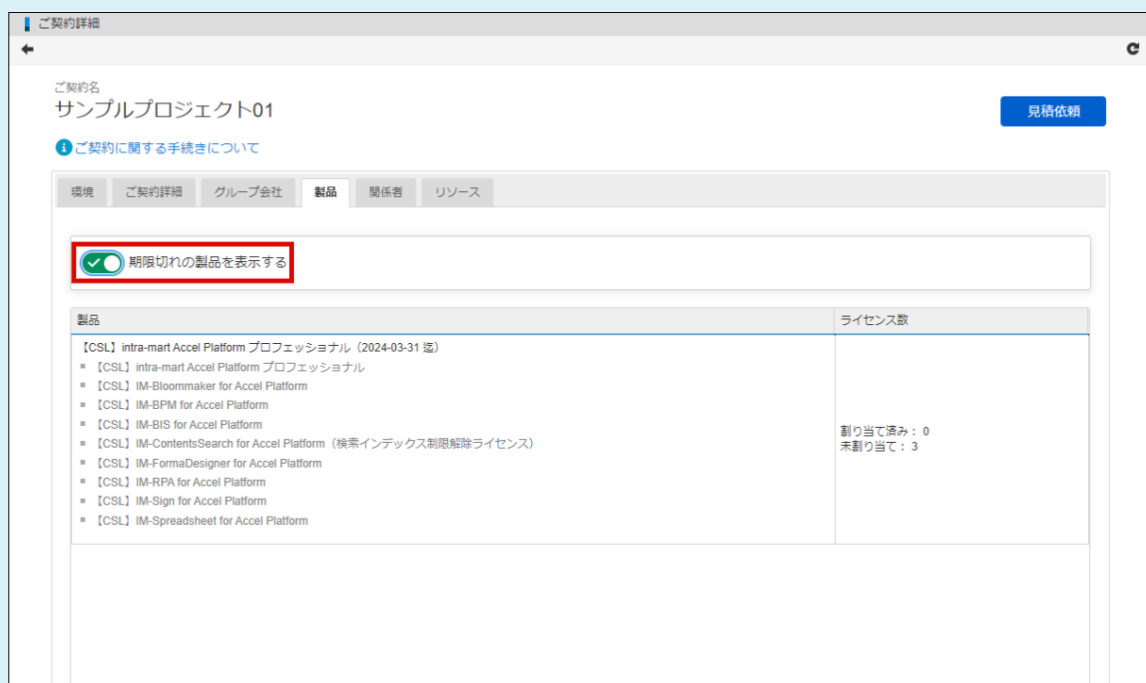 ご契約詳細
ご契約名
サンプルプロジェクト01
見積依頼
ご契約に関する手続きについて
環境 ご契約詳細 グループ会社 製品 関係者 リソース
期限切れの製品を表示する
製品 ライセンス数
【CSL】intra-mart Accel Platform プロフェッショナル（2024-03-31 迄）
【CSL】intra-mart Accel Platform プロフェッショナル
【CSL】IM-Bloommaker for Accel Platform
【CSL】IM-BPM for Accel Platform
【CSL】IM-BIS for Accel Platform
【CSL】IM-ContentsSearch for Accel Platform（検索インデックス制限解除ライセンス）
【CSL】IM-FormaDesigner for Accel Platform
【CSL】IM-RPA for Accel Platform
【CSL】IM-Sign for Accel Platform
【CSL】IM-Spreadsheet for Accel Platform
割り当て済み： 0
未割り当て： 3